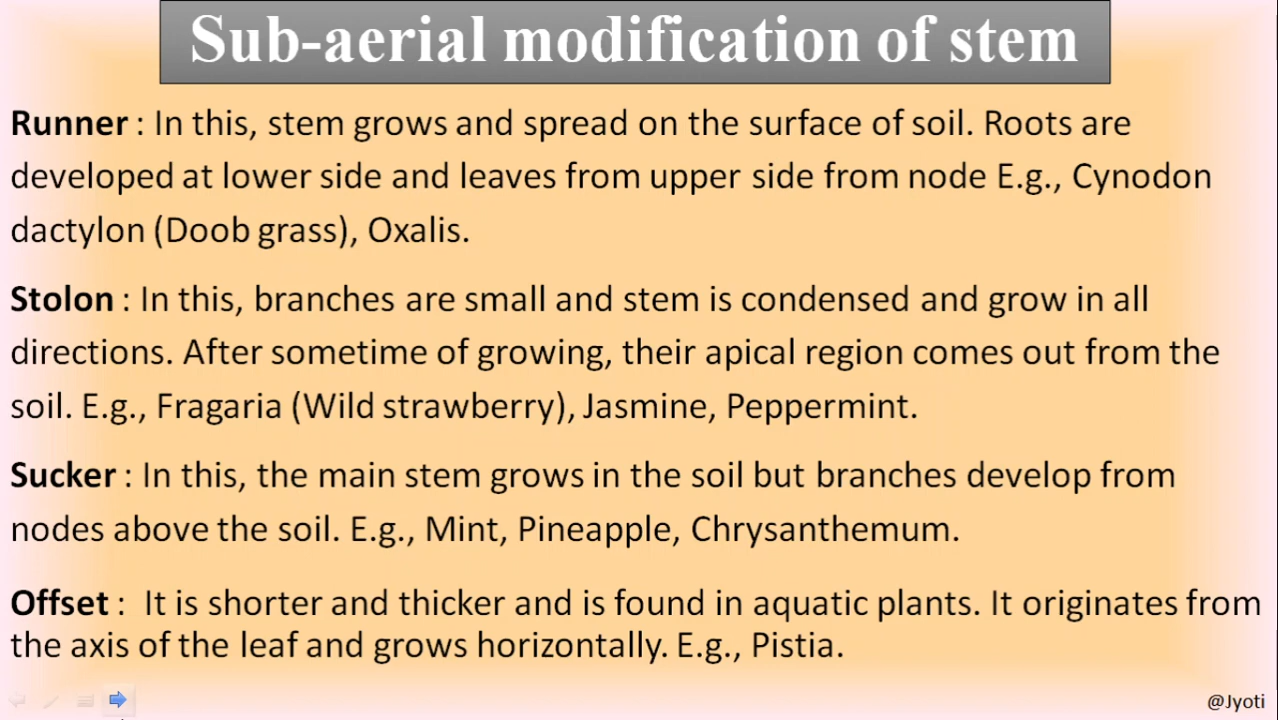 Sub-aerial modification of stem
Runner : In this, stem grows and spread on the surface of soil. Roots are
developed at lower side and leaves from upper side from node E.g., Cynodon
dactylon (Doob grass), Oxalis.
Stolon : In this, branches are small and stem is condensed and grow in all
directions. After sometime of growing, their apical region comes out from the
soil. E.g., Fragaria (Wild strawberry), Jasmine, Peppermint.
Sucker : In this, the main stem grows in the soil but branches develop from
nodes above the soil. E.g., Mint, Pineapple, Chrysanthemum.
Offset :  It is shorter and thicker and is found in aquatic plants. It originates from
the axis of the leaf and grows horizontally. E.g., Pistia.
@Jyoti